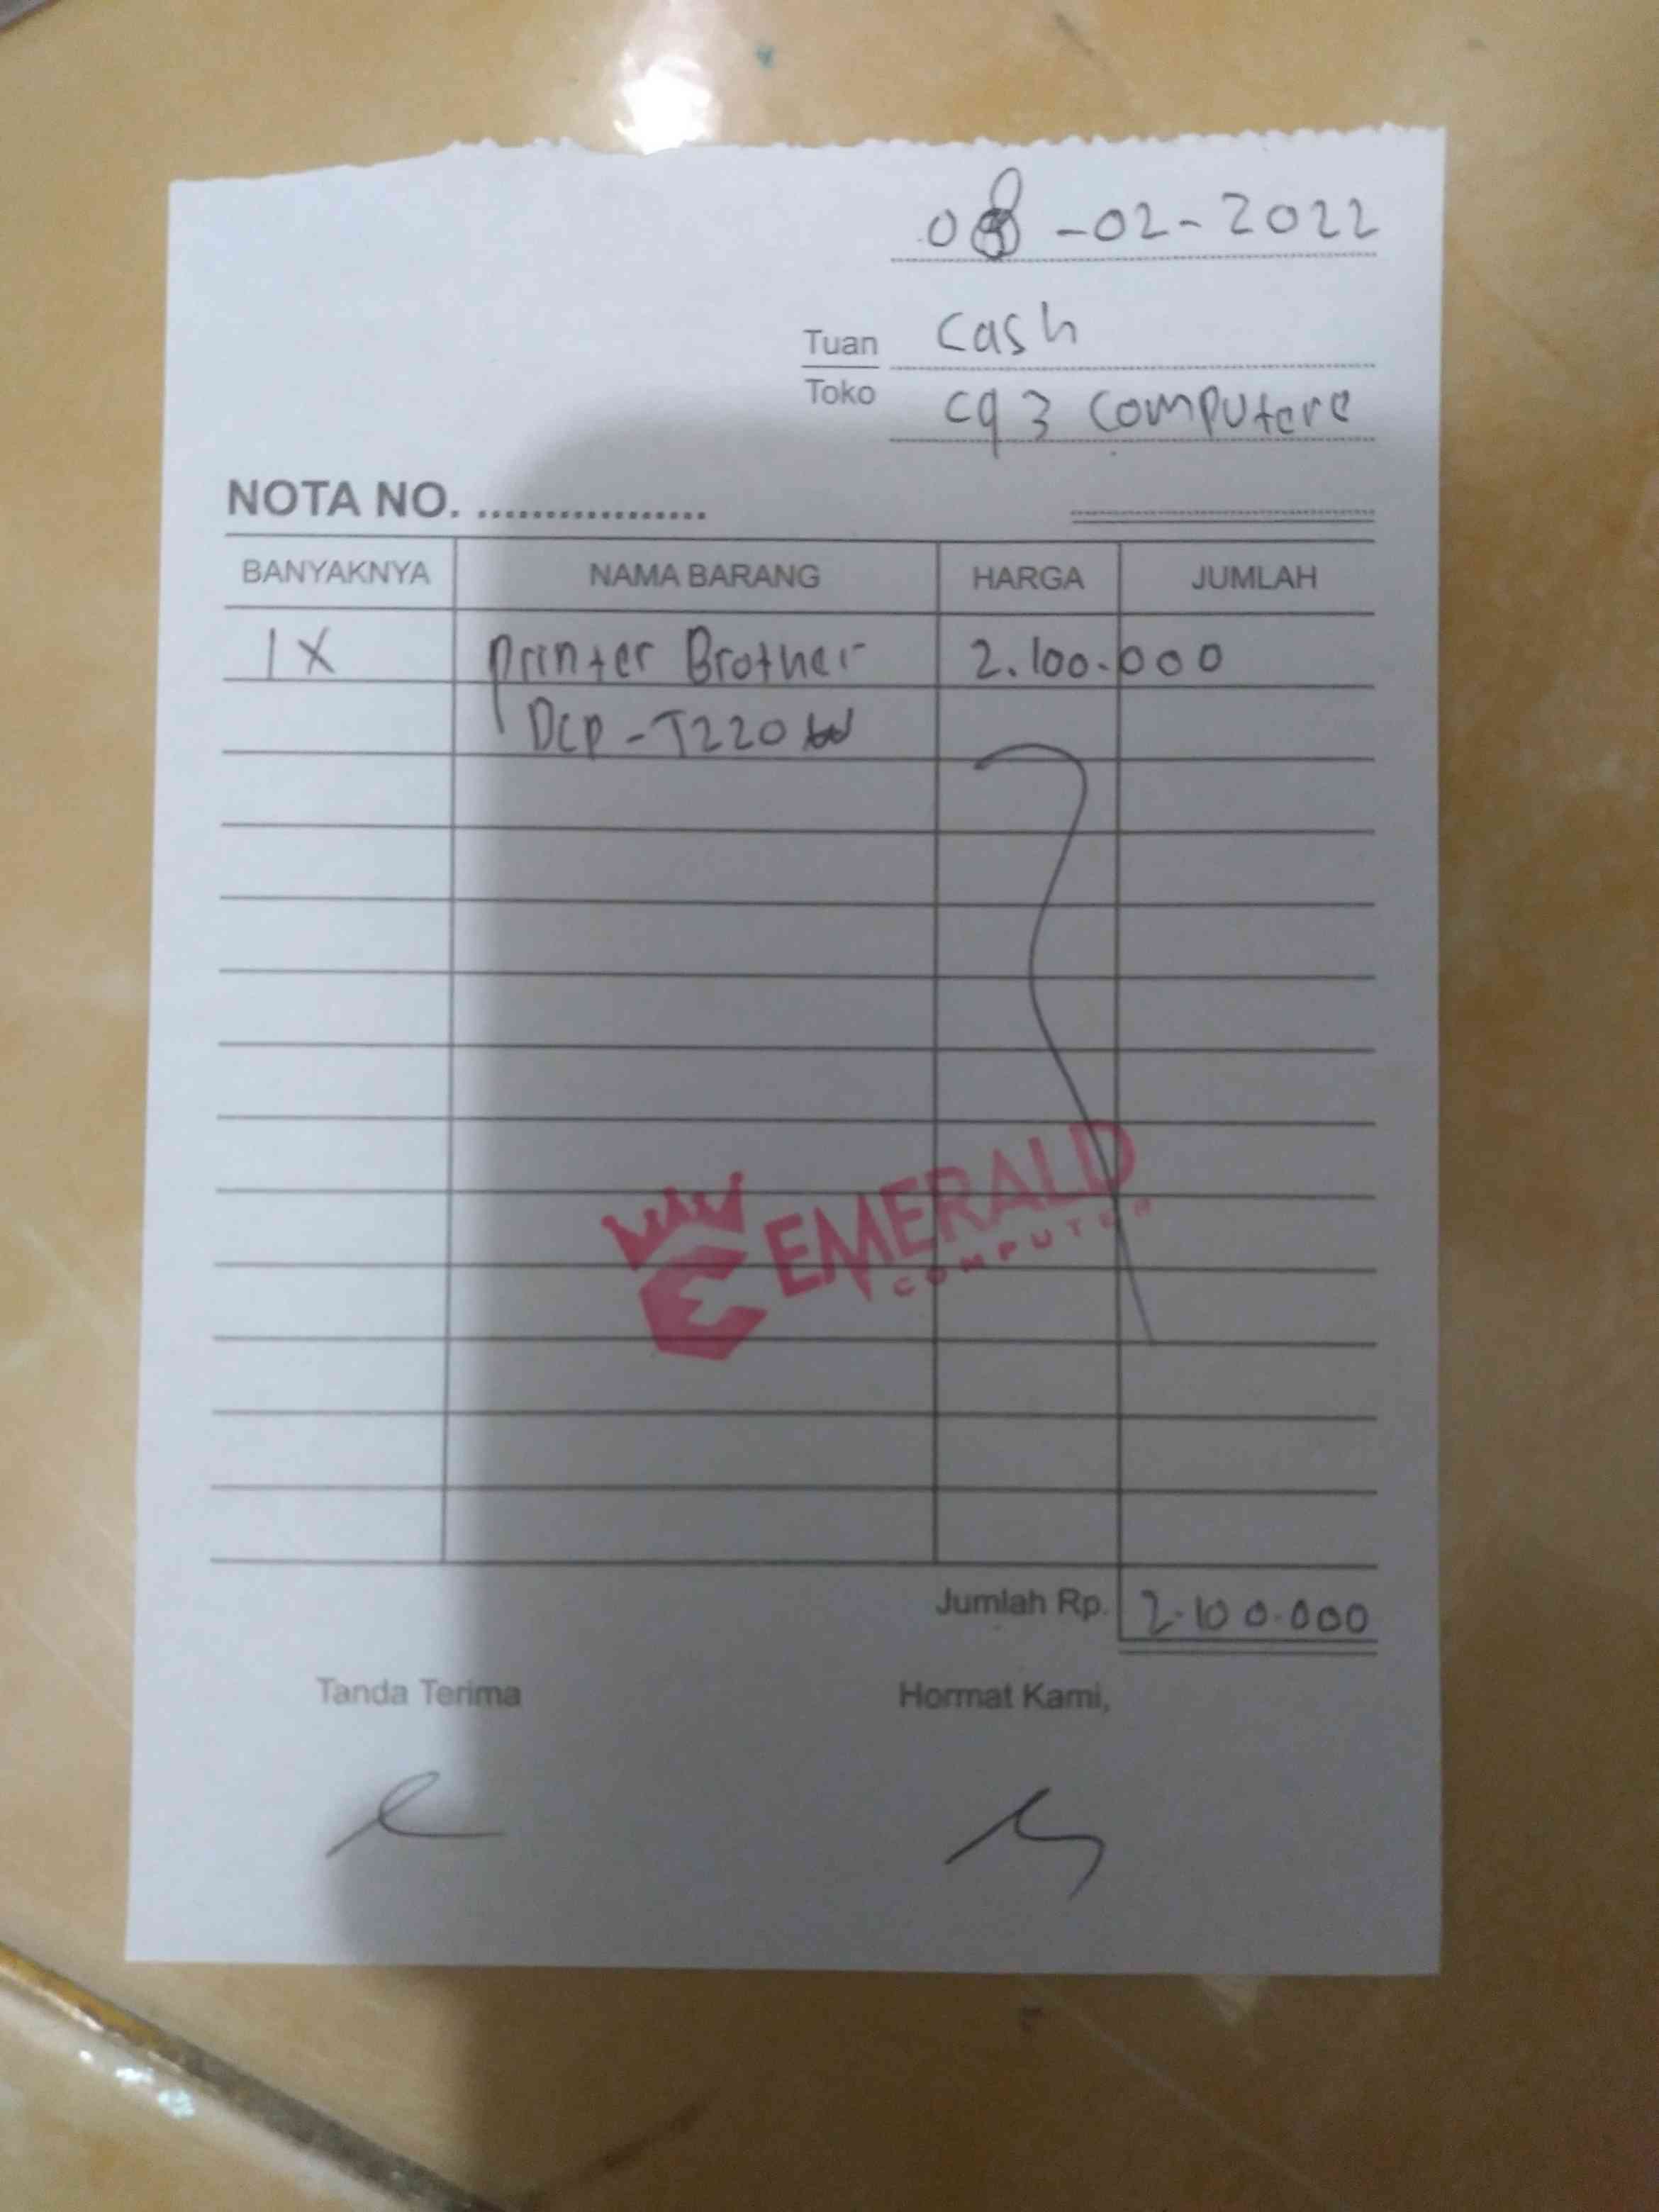 08-02-2022
Tuan Cash
Toko cq3 computere
NOTA NO. .................
BANYAKNYA NAMA BARANG HARGA JUMLAH
1X Printer Brother 2.100.000
DCP-T220
EMERALD
COMPUTER
Jumlah Rp. 2.100.000
Tanda Terima Hormat Kami,